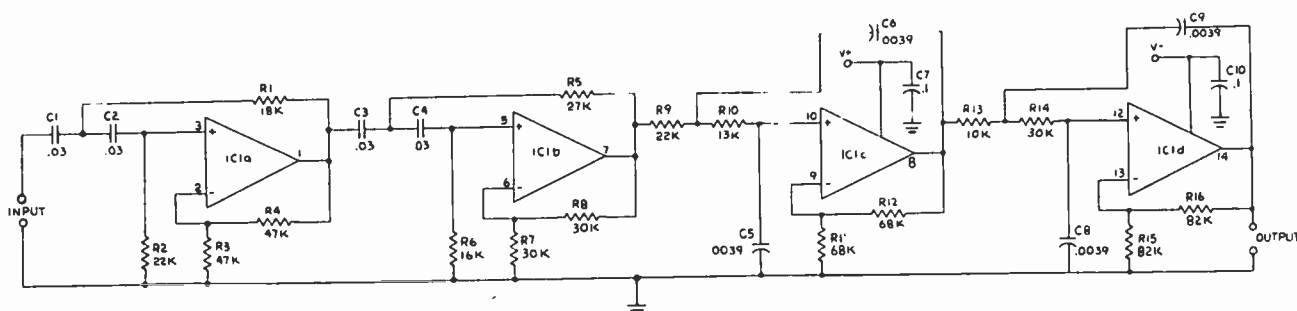 INPUT
C1
.03
C2
.03
R1
18K
R2
22K
3
+
IC1a
1
2
-
R3
47K
R4
47K
C3
.03
C4
.03
R5
27K
R6
16K
5
+
IC1b
7
6
-
R7
30K
R8
30K
R9
22K
R10
13K
C5
.0039
C6
.0039
V+
C7
.1
10
+
IC1c
8
9
-
R11
68K
R12
68K
R13
10K
R14
30K
C8
.0039
C9
.0039
V-
C10
.1
12
+
IC1d
14
13
-
R15
82K
R16
82K
OUTPUT